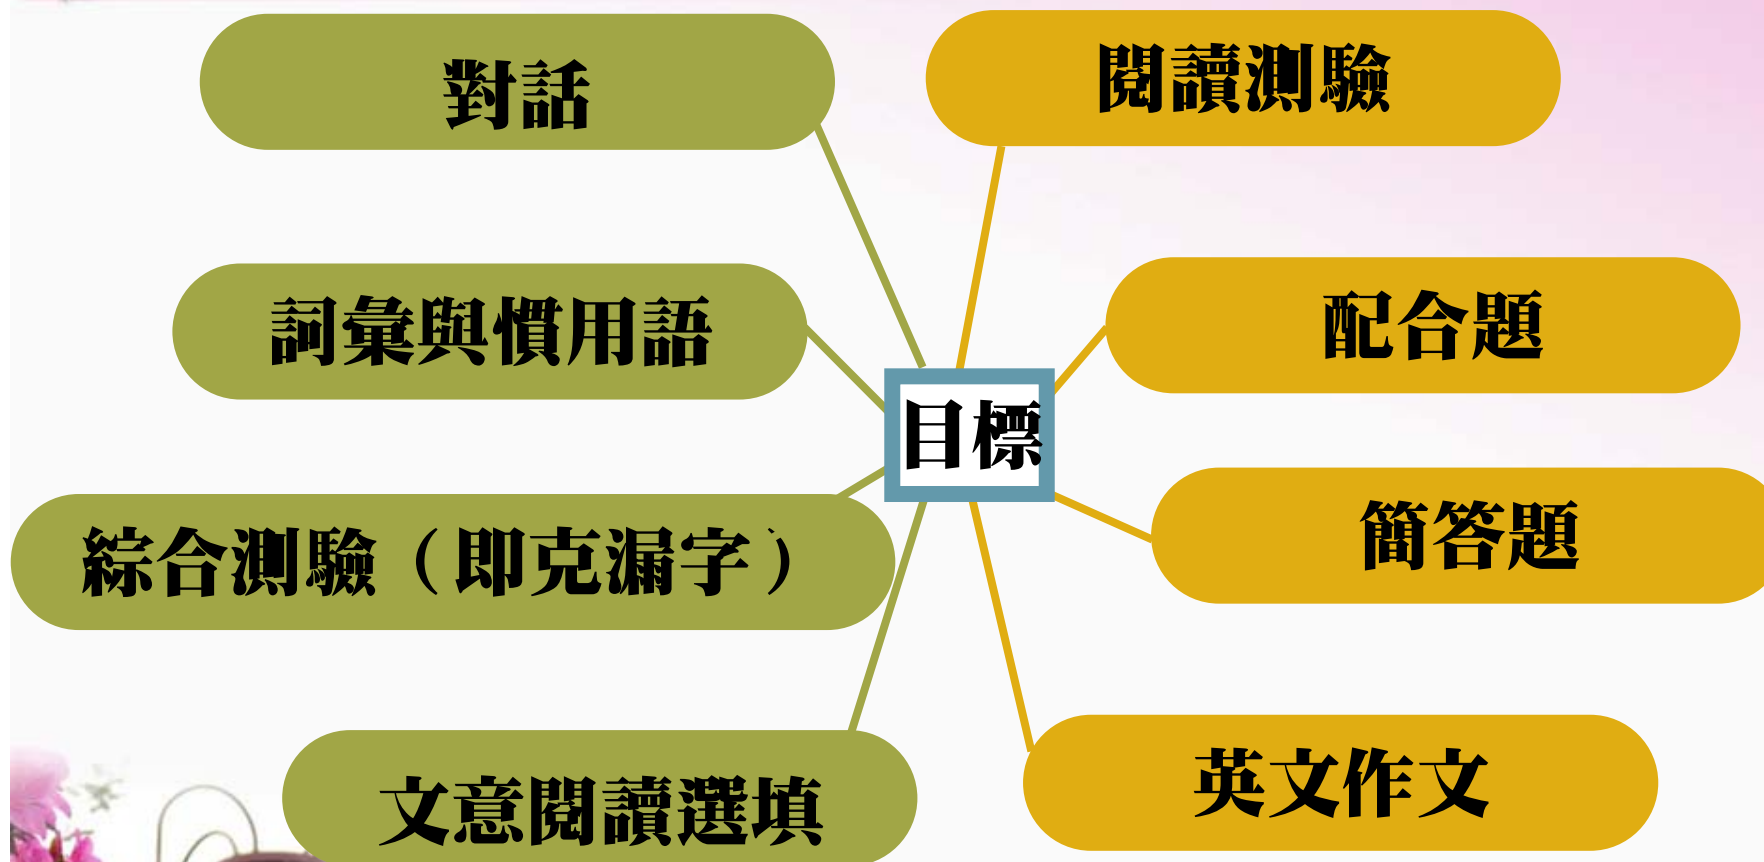 對話
詞彙與慣用語
綜合測驗（即克漏字）
文意閱讀選填
目標
閱讀測驗
配合題
簡答題
英文作文